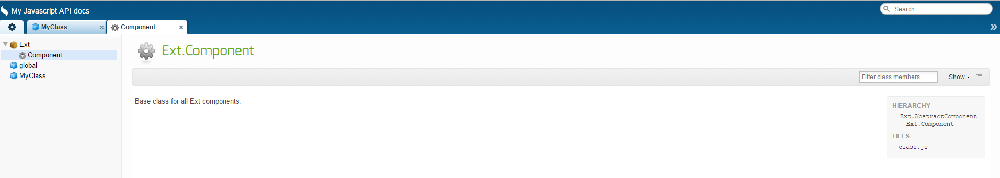 My Javascript API docs
Search
MyClass
Component
Ext
Component
global
MyClass
Ext.Component
Filter class members
Show
Base class for all Ext components.
HIERARCHY
Ext.AbstractComponent
Ext.Component
FILES
class.js